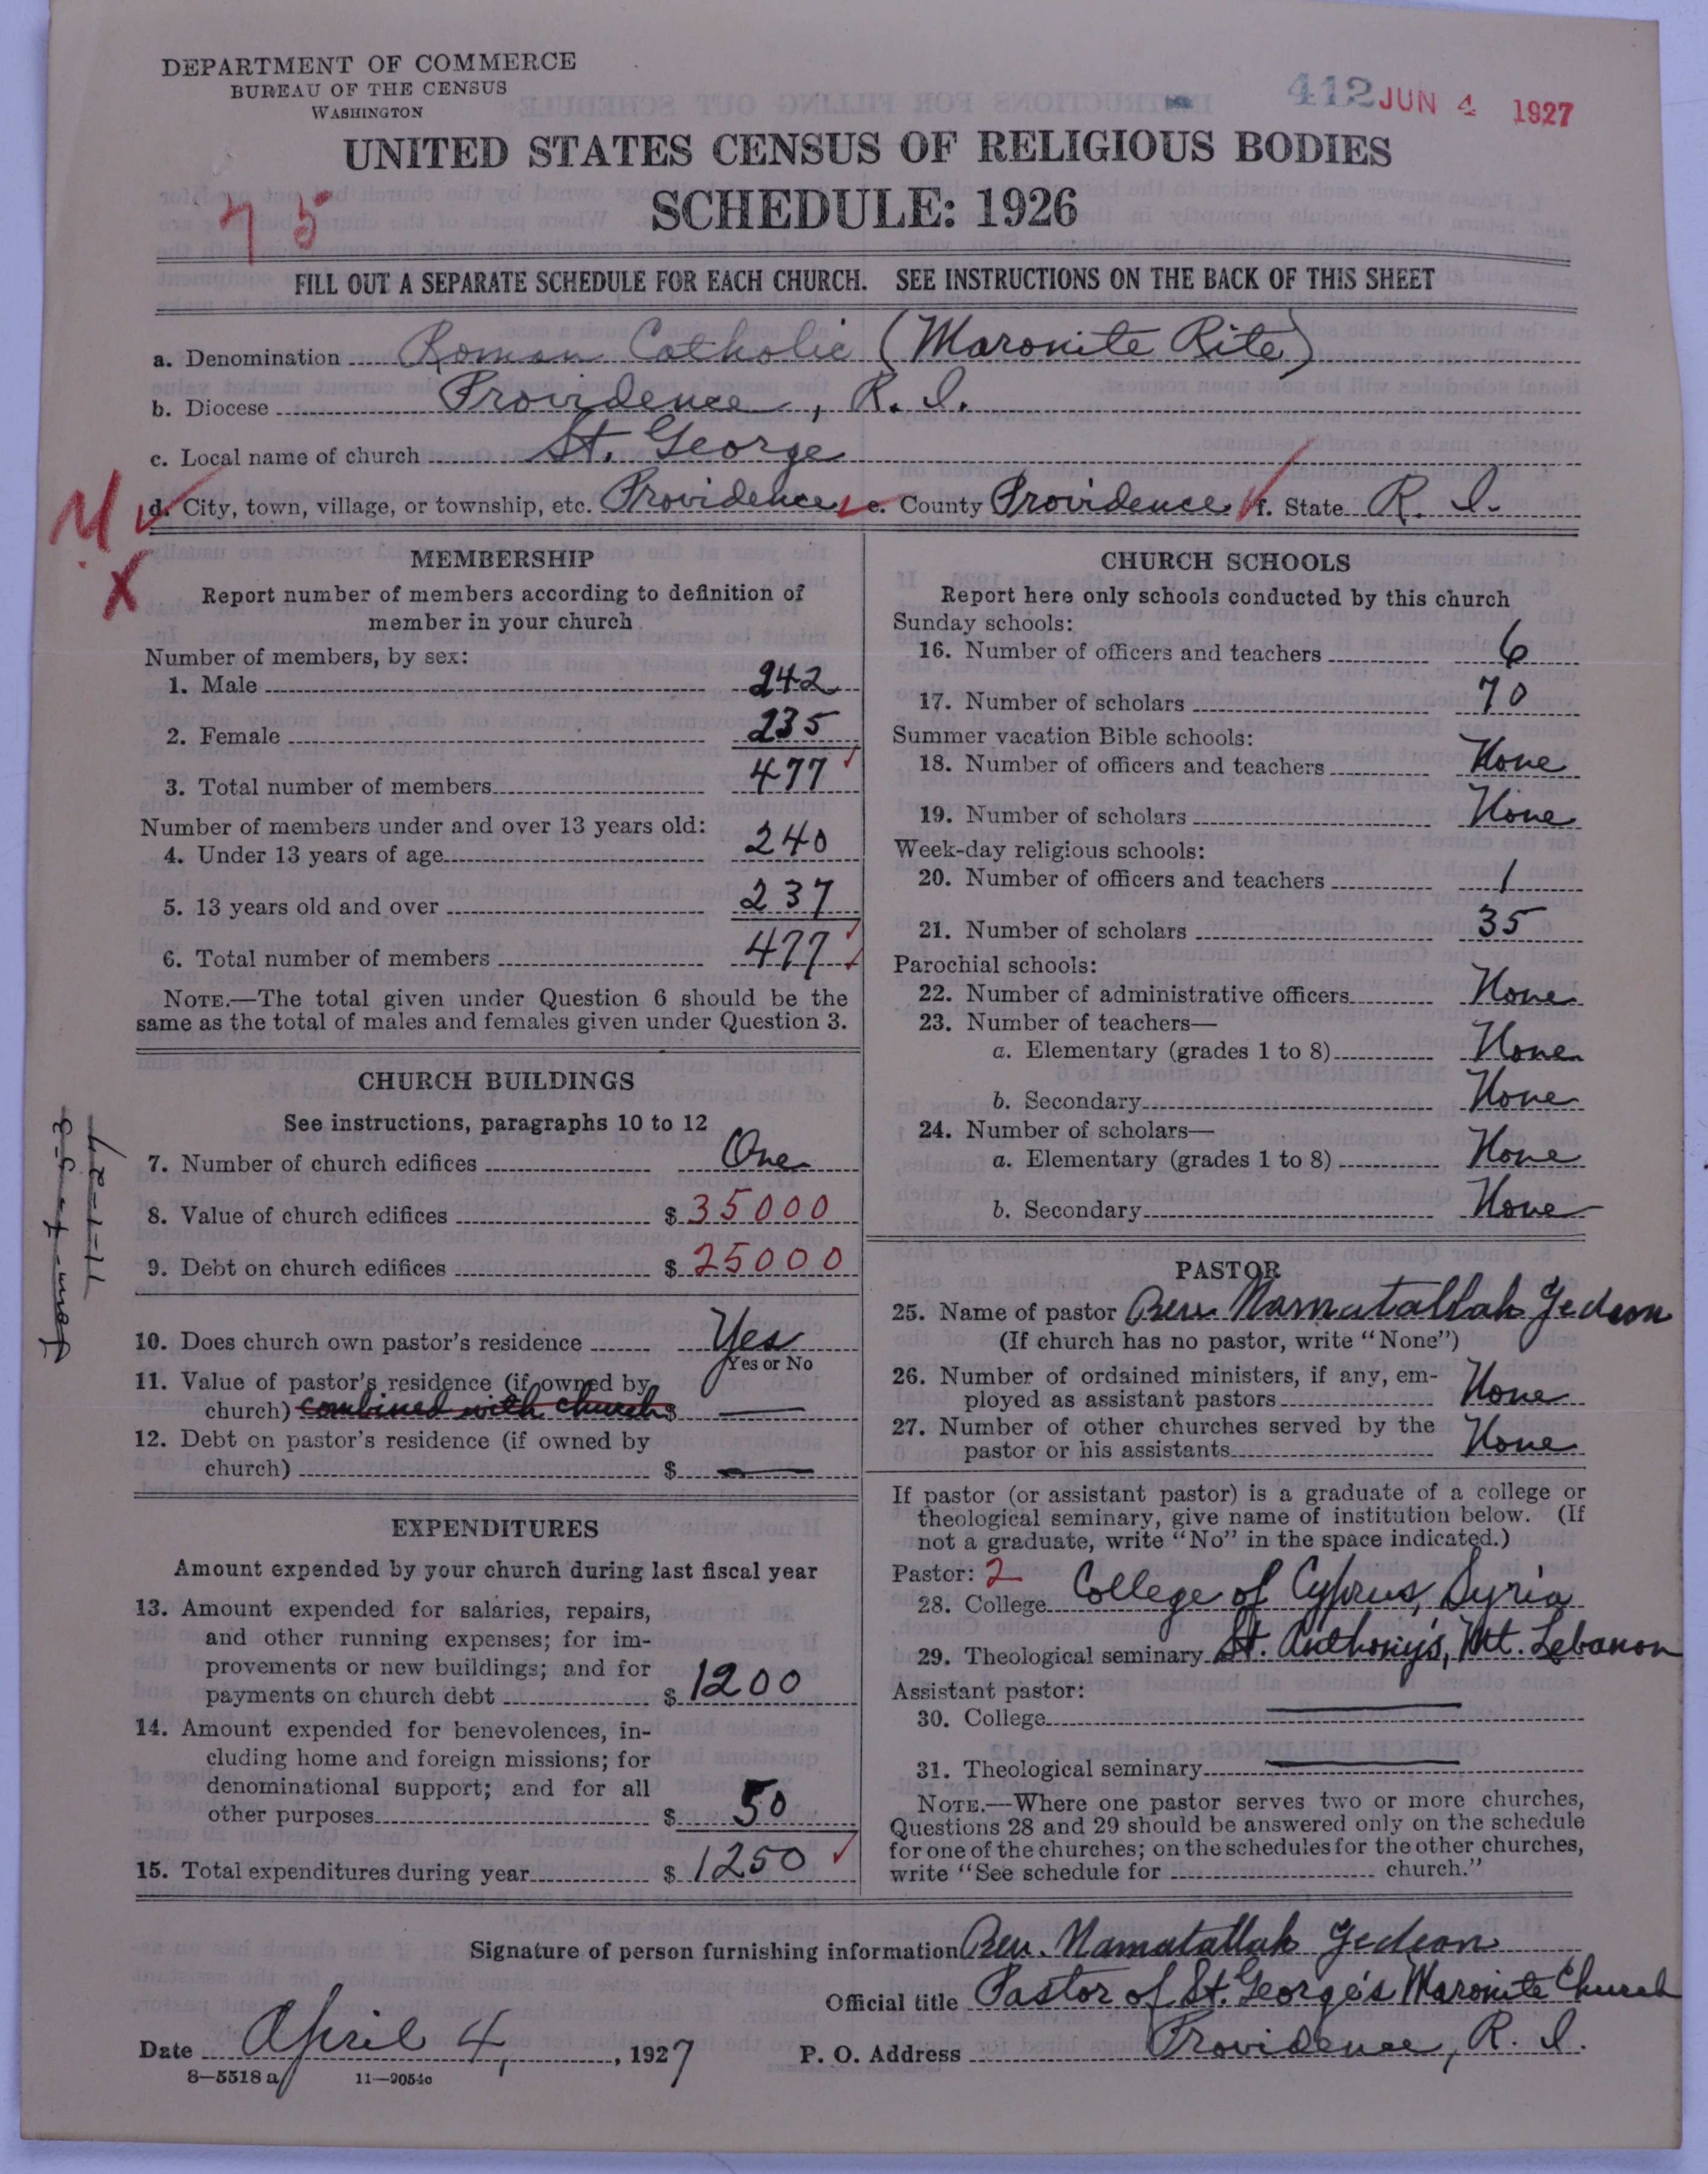 DEPARTMENT OF COMMERCE
BUREAU OF THE CENSUS
WASHINGTON
412 JUN 4 1927
UNITED STATES CENSUS OF RELIGIOUS BODIES
SCHEDULE: 1926
75
FILL OUT A SEPARATE SCHEDULE FOR EACH CHURCH. SEE INSTRUCTIONS ON THE BACK OF THIS SHEET
a. Denomination Roman Catholic (Maronite Rite)
b. Diocese Providence, R. I.
c. Local name of church St. George
M d. City, town, village, or township, etc. Providence e. County Providence f. State R. I.
X
MEMBERSHIP
Report number of members according to definition of
member in your church
Number of members, by sex:
1. Male 242
2. Female 235
3. Total number of members 477
Number of members under and over 13 years old:
4. Under 13 years of age 240
5. 13 years old and over 237
6. Total number of members 477
NOTE.—The total given under Question 6 should be the
same as the total of males and females given under Question 3.
CHURCH BUILDINGS
See instructions, paragraphs 10 to 12
7. Number of church edifices One
8. Value of church edifices $ 35000
9. Debt on church edifices $ 25000
10. Does church own pastor's residence Yes
Yes or No
11. Value of pastor's residence (if owned by
church) combined with church $ —
12. Debt on pastor's residence (if owned by
church) $ —
11-1-27
EXPENDITURES
Amount expended by your church during last fiscal year
13. Amount expended for salaries, repairs,
and other running expenses; for im-
provements or new buildings; and for
payments on church debt $ 1200
14. Amount expended for benevolences, in-
cluding home and foreign missions; for
denominational support; and for all
other purposes $ 50
15. Total expenditures during year $ 1250
CHURCH SCHOOLS
Report here only schools conducted by this church
Sunday schools:
16. Number of officers and teachers 6
17. Number of scholars 70
Summer vacation Bible schools:
18. Number of officers and teachers None
19. Number of scholars None
Week-day religious schools:
20. Number of officers and teachers 1
21. Number of scholars 35
Parochial schools:
22. Number of administrative officers None
23. Number of teachers—
a. Elementary (grades 1 to 8) None
b. Secondary None
24. Number of scholars—
a. Elementary (grades 1 to 8) None
b. Secondary None
PASTOR
25. Name of pastor Rev. Namatallah Gedeon
(If church has no pastor, write "None")
26. Number of ordained ministers, if any, em-
ployed as assistant pastors None
27. Number of other churches served by the
pastor or his assistants None
If pastor (or assistant pastor) is a graduate of a college or
theological seminary, give name of institution below. (If
not a graduate, write "No" in the space indicated.)
Pastor: 2
28. College College of Cyprus, Syria
29. Theological seminary St. Anthony's, Mt. Lebanon
Assistant pastor:
30. College —
31. Theological seminary —
NOTE.—Where one pastor serves two or more churches,
Questions 28 and 29 should be answered only on the schedule
for one of the churches; on the schedules for the other churches,
write "See schedule for church."
Signature of person furnishing information Rev. Namatallah Gedeon
Official title Pastor of St. George's Maronite Church
Date April 4, 1927 P. O. Address Providence, R. I.
8—5518 a 11—9054c